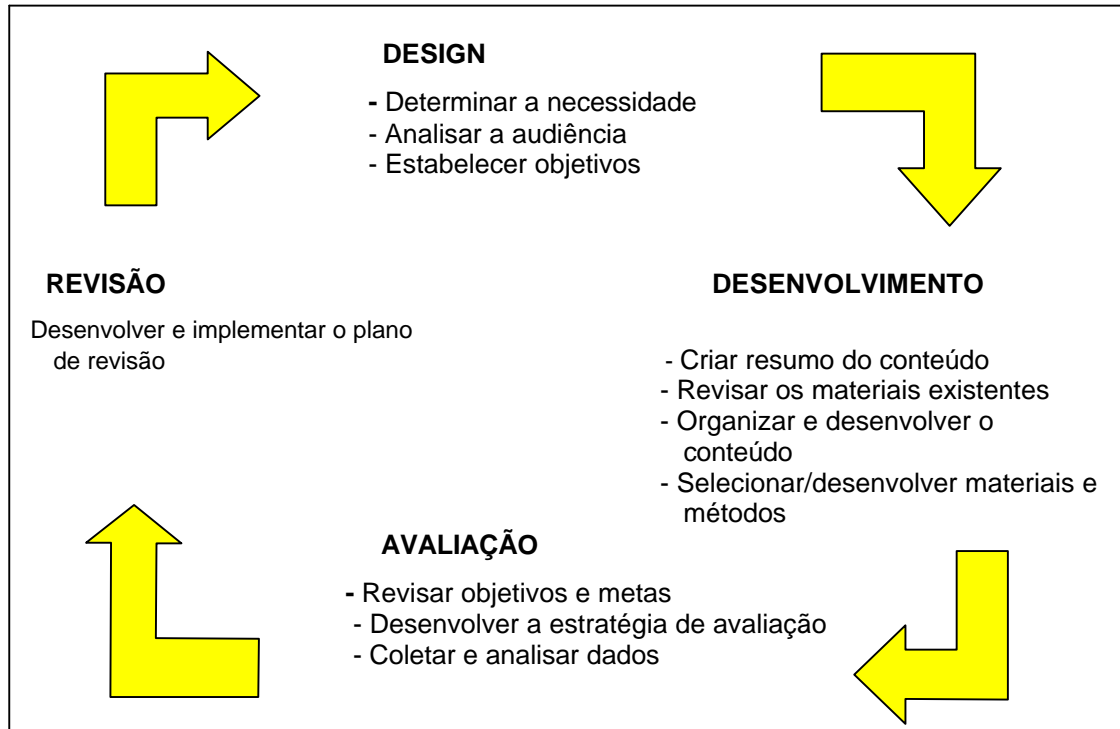 DESIGN
- Determinar a necessidade
- Analisar a audiência
- Estabelecer objetivos
REVISÃO
Desenvolver e implementar o plano
de revisão
DESENVOLVIMENTO
- Criar resumo do conteúdo
- Revisar os materiais existentes
- Organizar e desenvolver o
conteúdo
- Selecionar/desenvolver materiais e
métodos
AVALIAÇÃO
- Revisar objetivos e metas
- Desenvolver a estratégia de avaliação
- Coletar e analisar dados